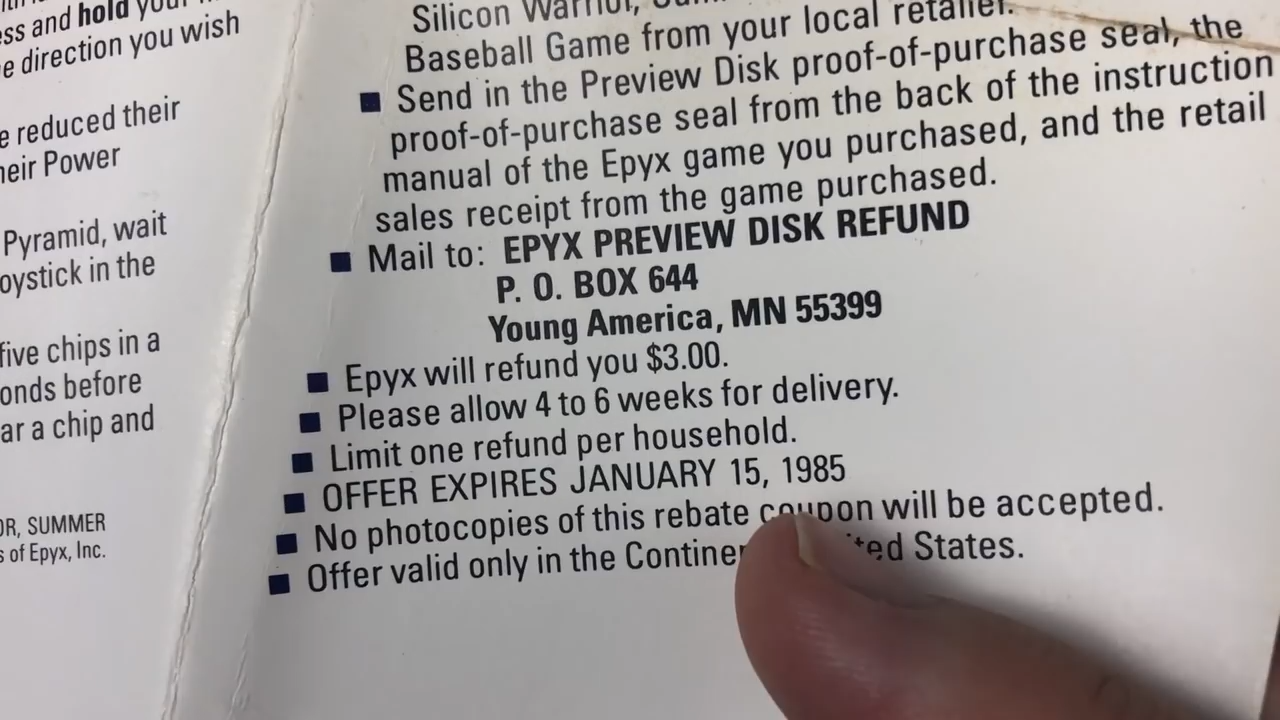 and hold
direction you wish
reduced their
Power
Pyramid, wait
in the
five chips in a
before
a chip and
SUMMER
of Epyx, Inc.
Silicon Warrior,
Baseball Game from your local retailer.
■ Send in the Preview Disk proof-of-purchase seal, the
proof-of-purchase seal from the back of the instruction
manual of the Epyx game you purchased, and the retail
sales receipt from the game purchased.
■ Mail to: EPYX PREVIEW DISK REFUND
P. O. BOX 644
Young America, MN 55399
■ Epyx will refund you $3.00.
■ Please allow 4 to 6 weeks for delivery.
■ Limit one refund per household.
■ OFFER EXPIRES JANUARY 15, 1985
■ No photocopies of this rebate coupon will be accepted.
■ Offer valid only in the States.